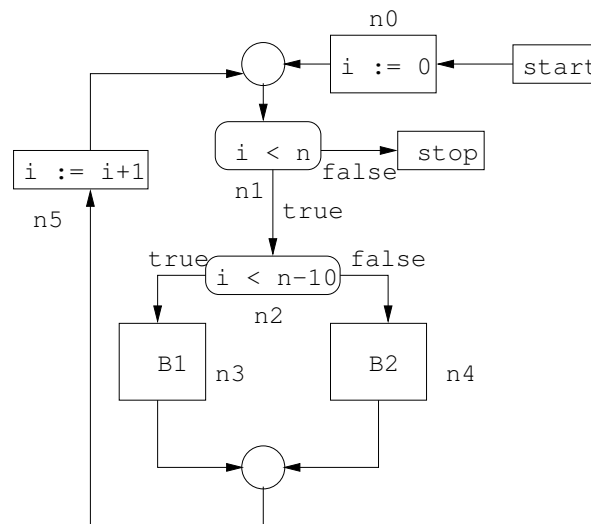 n0
i := 0
start
i < n
stop
false
n1
true
i := i+1
n5
true
false
i < n-10
n2
B1
n3
B2
n4